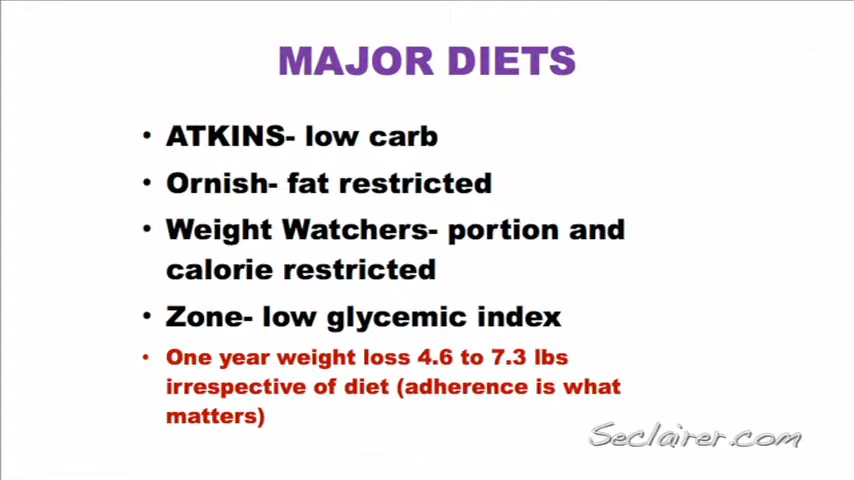 MAJOR DIETS
• ATKINS- low carb
• Ornish- fat restricted
• Weight Watchers- portion and
calorie restricted
• Zone- low glycemic index
• One year weight loss 4.6 to 7.3 lbs
irrespective of diet (adherence is what
matters)
Seclairer.com